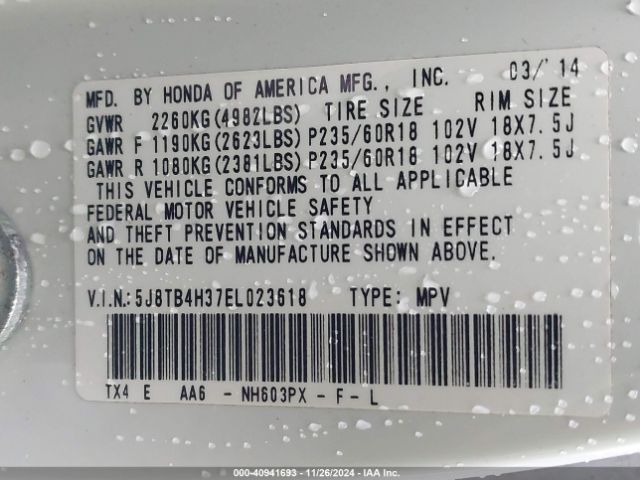 MFD. BY HONDA OF AMERICA MFG., INC. 03/'14
GVWR 2260KG(4982LBS) TIRE SIZE RIM SIZE
GAWR F 1190KG(2623LBS) P235/60R18 102V 18X7.5J
GAWR R 1080KG(2381LBS) P235/60R18 102V 18X7.5J
THIS VEHICLE CONFORMS TO ALL APPLICABLE
FEDERAL MOTOR VEHICLE SAFETY
AND THEFT PREVENTION STANDARDS IN EFFECT
ON THE DATE OF MANUFACTURE SHOWN ABOVE.
V.I.N.: 5J8TB4H37EL023618 TYPE: MPV
TX4 E AA6 - NH603PX - F - L
000-40941693 - 11/26/2024 - IAA Inc.